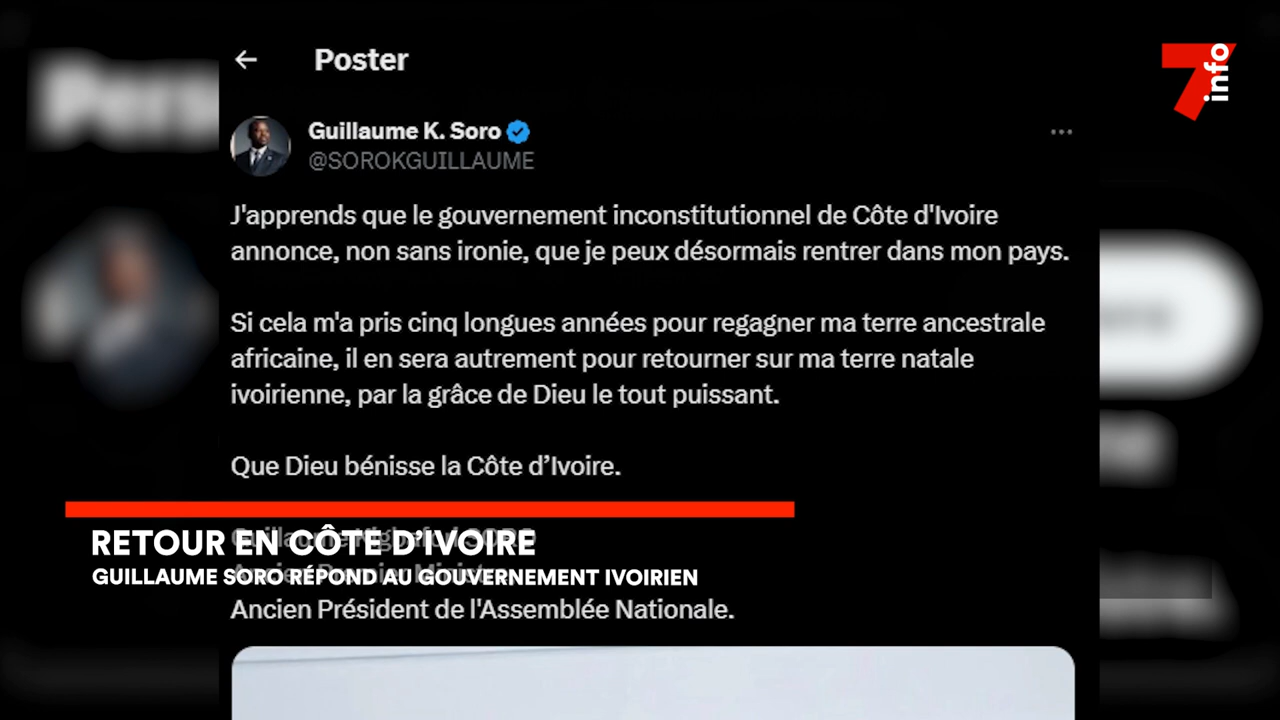 Poster
7 info
Guillaume K. Soro
@SOROKGUILLAUME
J'apprends que le gouvernement inconstitutionnel de Côte d'Ivoire
annonce, non sans ironie, que je peux désormais rentrer dans mon pays.
Si cela m'a pris cinq longues années pour regagner ma terre ancestrale
africaine, il en sera autrement pour retourner sur ma terre natale
ivoirienne, par la grâce de Dieu le tout puissant.
Que Dieu bénisse la Côte d’Ivoire.
RETOUR EN CÔTE D’IVOIRE
GUILLAUME SORO RÉPOND AU GOUVERNEMENT IVOIRIEN
Ancien Président de l'Assemblée Nationale.